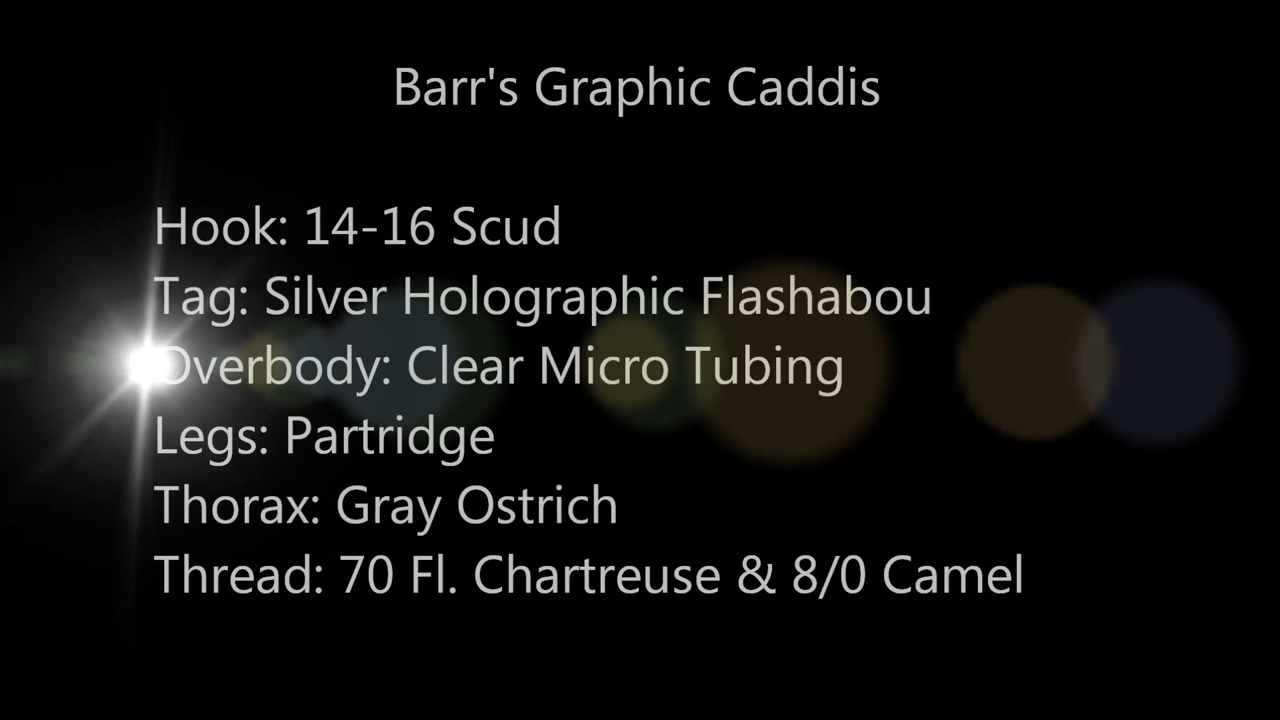 Barr's Graphic Caddis
Hook: 14-16 Scud
Tag: Silver Holographic Flashabou
Overbody: Clear Micro Tubing
Legs: Partridge
Thorax: Gray Ostrich
Thread: 70 Fl. Chartreuse & 8/0 Camel